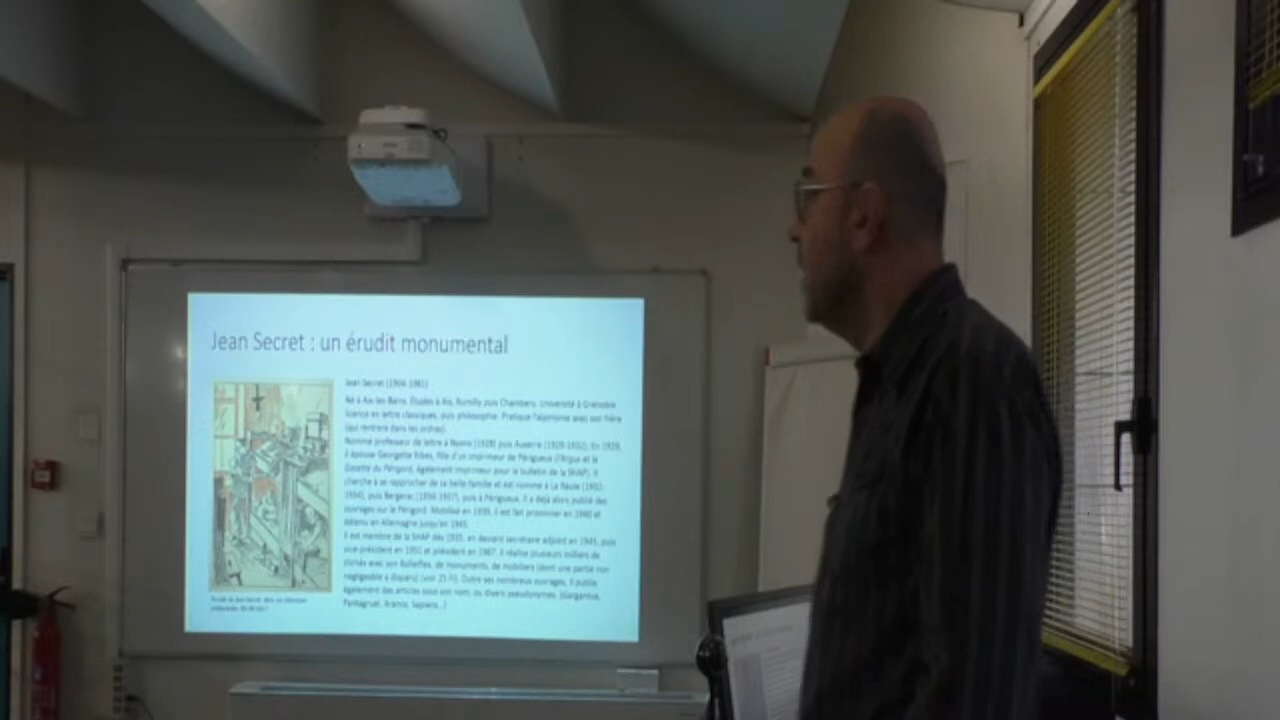 Jean Secret : un érudit monumental
Jean Secret (1904-1981)
Né à Aix-les-Bains. Etudes à Aix, Rumilly puis Chambéry. Université à Grenoble
licence en lettre classiques, puis philosophie. Pratique l'alpinisme avec son frère
(qui rentrera dans les ordres)
Nommé professeur de lettre à (1928) puis Auxerre (1929-1932). En 1928,
il épouse Georgette Ribes, fille d'un imprimeur de Périgueux (l'Argus et la
Gazette du Périgord, également imprimeur pour le bulletin de la SHAP). Il
cherche à se rapprocher de sa belle-famille et est nommé à La Réole (1932-
1934), puis Bergerac (1934-1937), puis à Périgueux. Il a déjà alors publié des
ouvrages sur le Périgord. Mobilisé en 1939, il est fait prisonnier en 1940 et
détenu en Allemagne jusqu'en 1945.
Il est membre de la SHAP dès 1935, en devient secrétaire adjoint en 1945, puis
vice-président en 1951 et président en 1967. Il réalise plusieurs milliers de
clichés avec son Rolleiflex, de monuments, de mobiliers (dont une partie non
négligeable a disparu) (voir 25 Fi). Outre ses nombreux ouvrages, il publie
également des articles sous son nom, ou divers pseudonymes. (Gargantua,
Pantagruel, Aramis, Sapiens...)